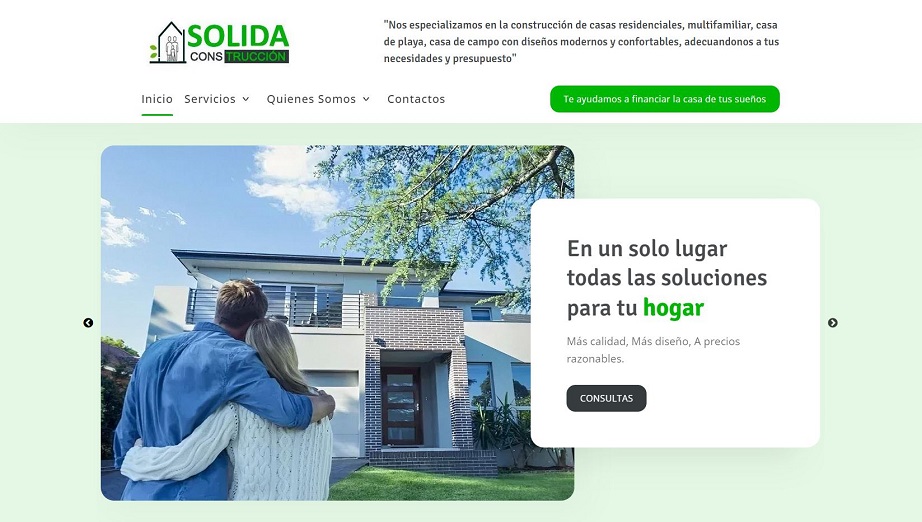 SOLIDA
CONSTRUCCIÓN
"Nos especializamos en la construcción de casas residenciales, multifamiliar, casa
de playa, casa de campo con diseños modernos y confortables, adecuandonos a tus
necesidades y presupuesto"
Inicio Servicios Quienes Somos Contactos
Te ayudamos a financiar la casa de tus sueños
En un solo lugar
todas las soluciones
para tu hogar
Más calidad, Más diseño, A precios
razonables.
CONSULTAS